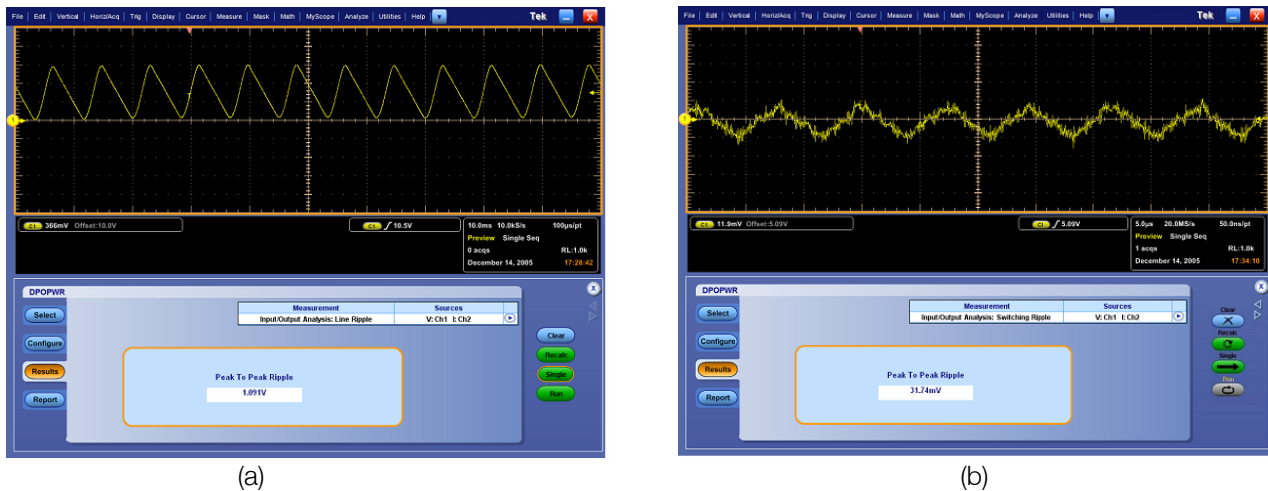 File | Edit | Vertical | Horiz/Acq | Trig | Display | Cursor | Measure | Mask | Math | MyScope | Analyze | Utilities | Help
Tek
X
1
T
C1 366mV Offset:10.0V
C1 10.5V
10.0ms 10.0kS/s 100µs/pt
Preview Single Seq
0 acqs RL:1.0k
December 14, 2005 17:28:42
DPOPWR
X
Select
Configure
Results
Report
Measurement Sources
Input/Output Analysis: Line Ripple V: Ch1 I: Ch2
Peak To Peak Ripple
1.091V
Clear
Recalc
Single
Run
(a)
File | Edit | Vertical | Horiz/Acq | Trig | Display | Cursor | Measure | Mask | Math | MyScope | Analyze | Utilities | Help
Tek
X
1
C1 11.9mV Offset:5.09V
C1 5.09V
5.0µs 20.0MS/s 50.0ns/pt
Preview Single Seq
1 acqs RL:1.0k
December 14, 2005 17:34:10
DPOPWR
X
Select
Configure
Results
Report
Measurement Sources
Input/Output Analysis: Switching Ripple V: Ch1 I: Ch2
Peak To Peak Ripple
31.74mV
Clear
Recalc
Single
(b)